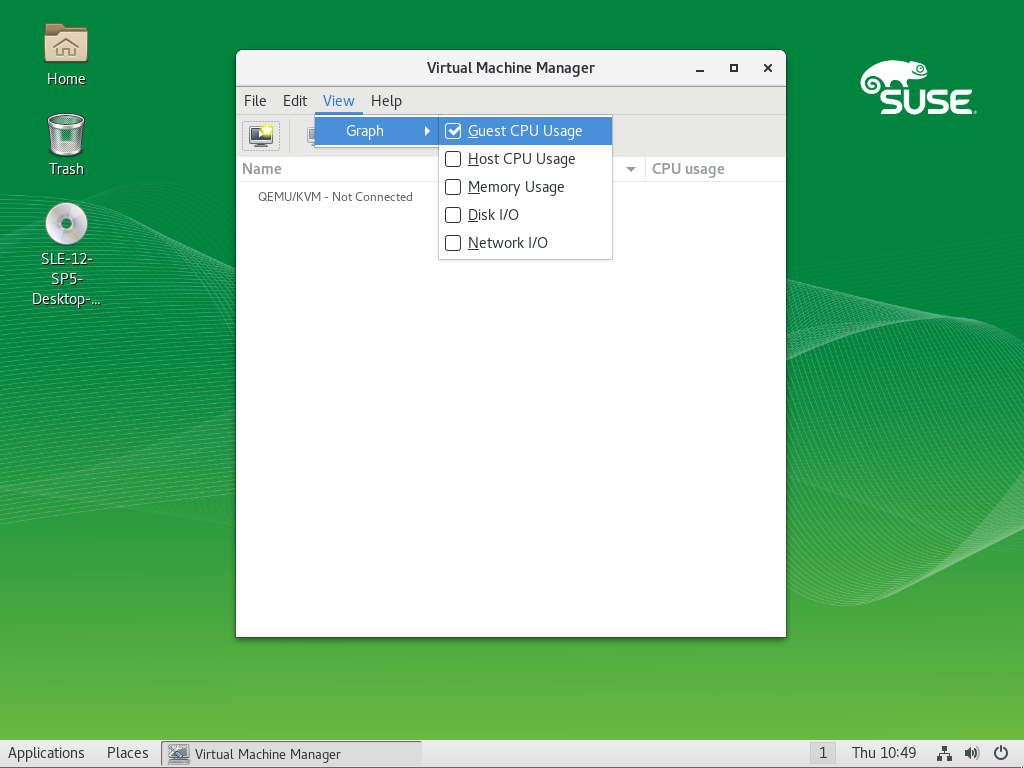 Home
Trash
SLE-12-
SP5-
Desktop-...
SUSE
Virtual Machine Manager
File Edit View Help
Graph
Guest CPU Usage
Host CPU Usage
Memory Usage
Disk I/O
Network I/O
Name CPU usage
QEMU/KVM - Not Connected
Applications Places Virtual Machine Manager 1 Thu 10:49